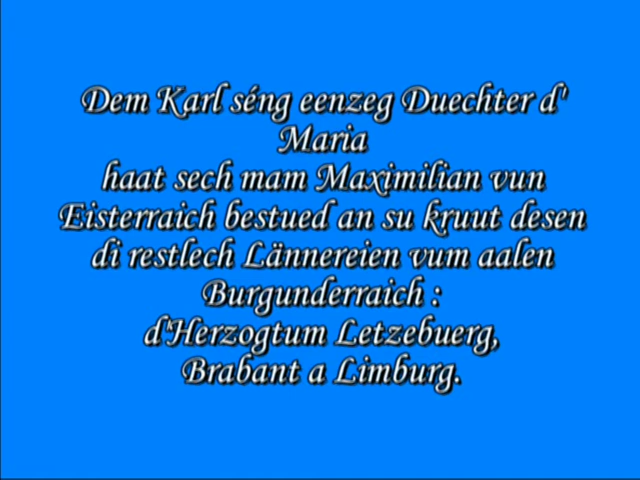 Dem Karl séng eenzeg Duechter d'
Maria
haat sech mam Maximilian vun
Eisterraich bestued an su kruut desen
di restlech Lännereien vum aalen
Burgunderraich :
d'Herzogtum Letzebuerg,
Brabant a Limburg.